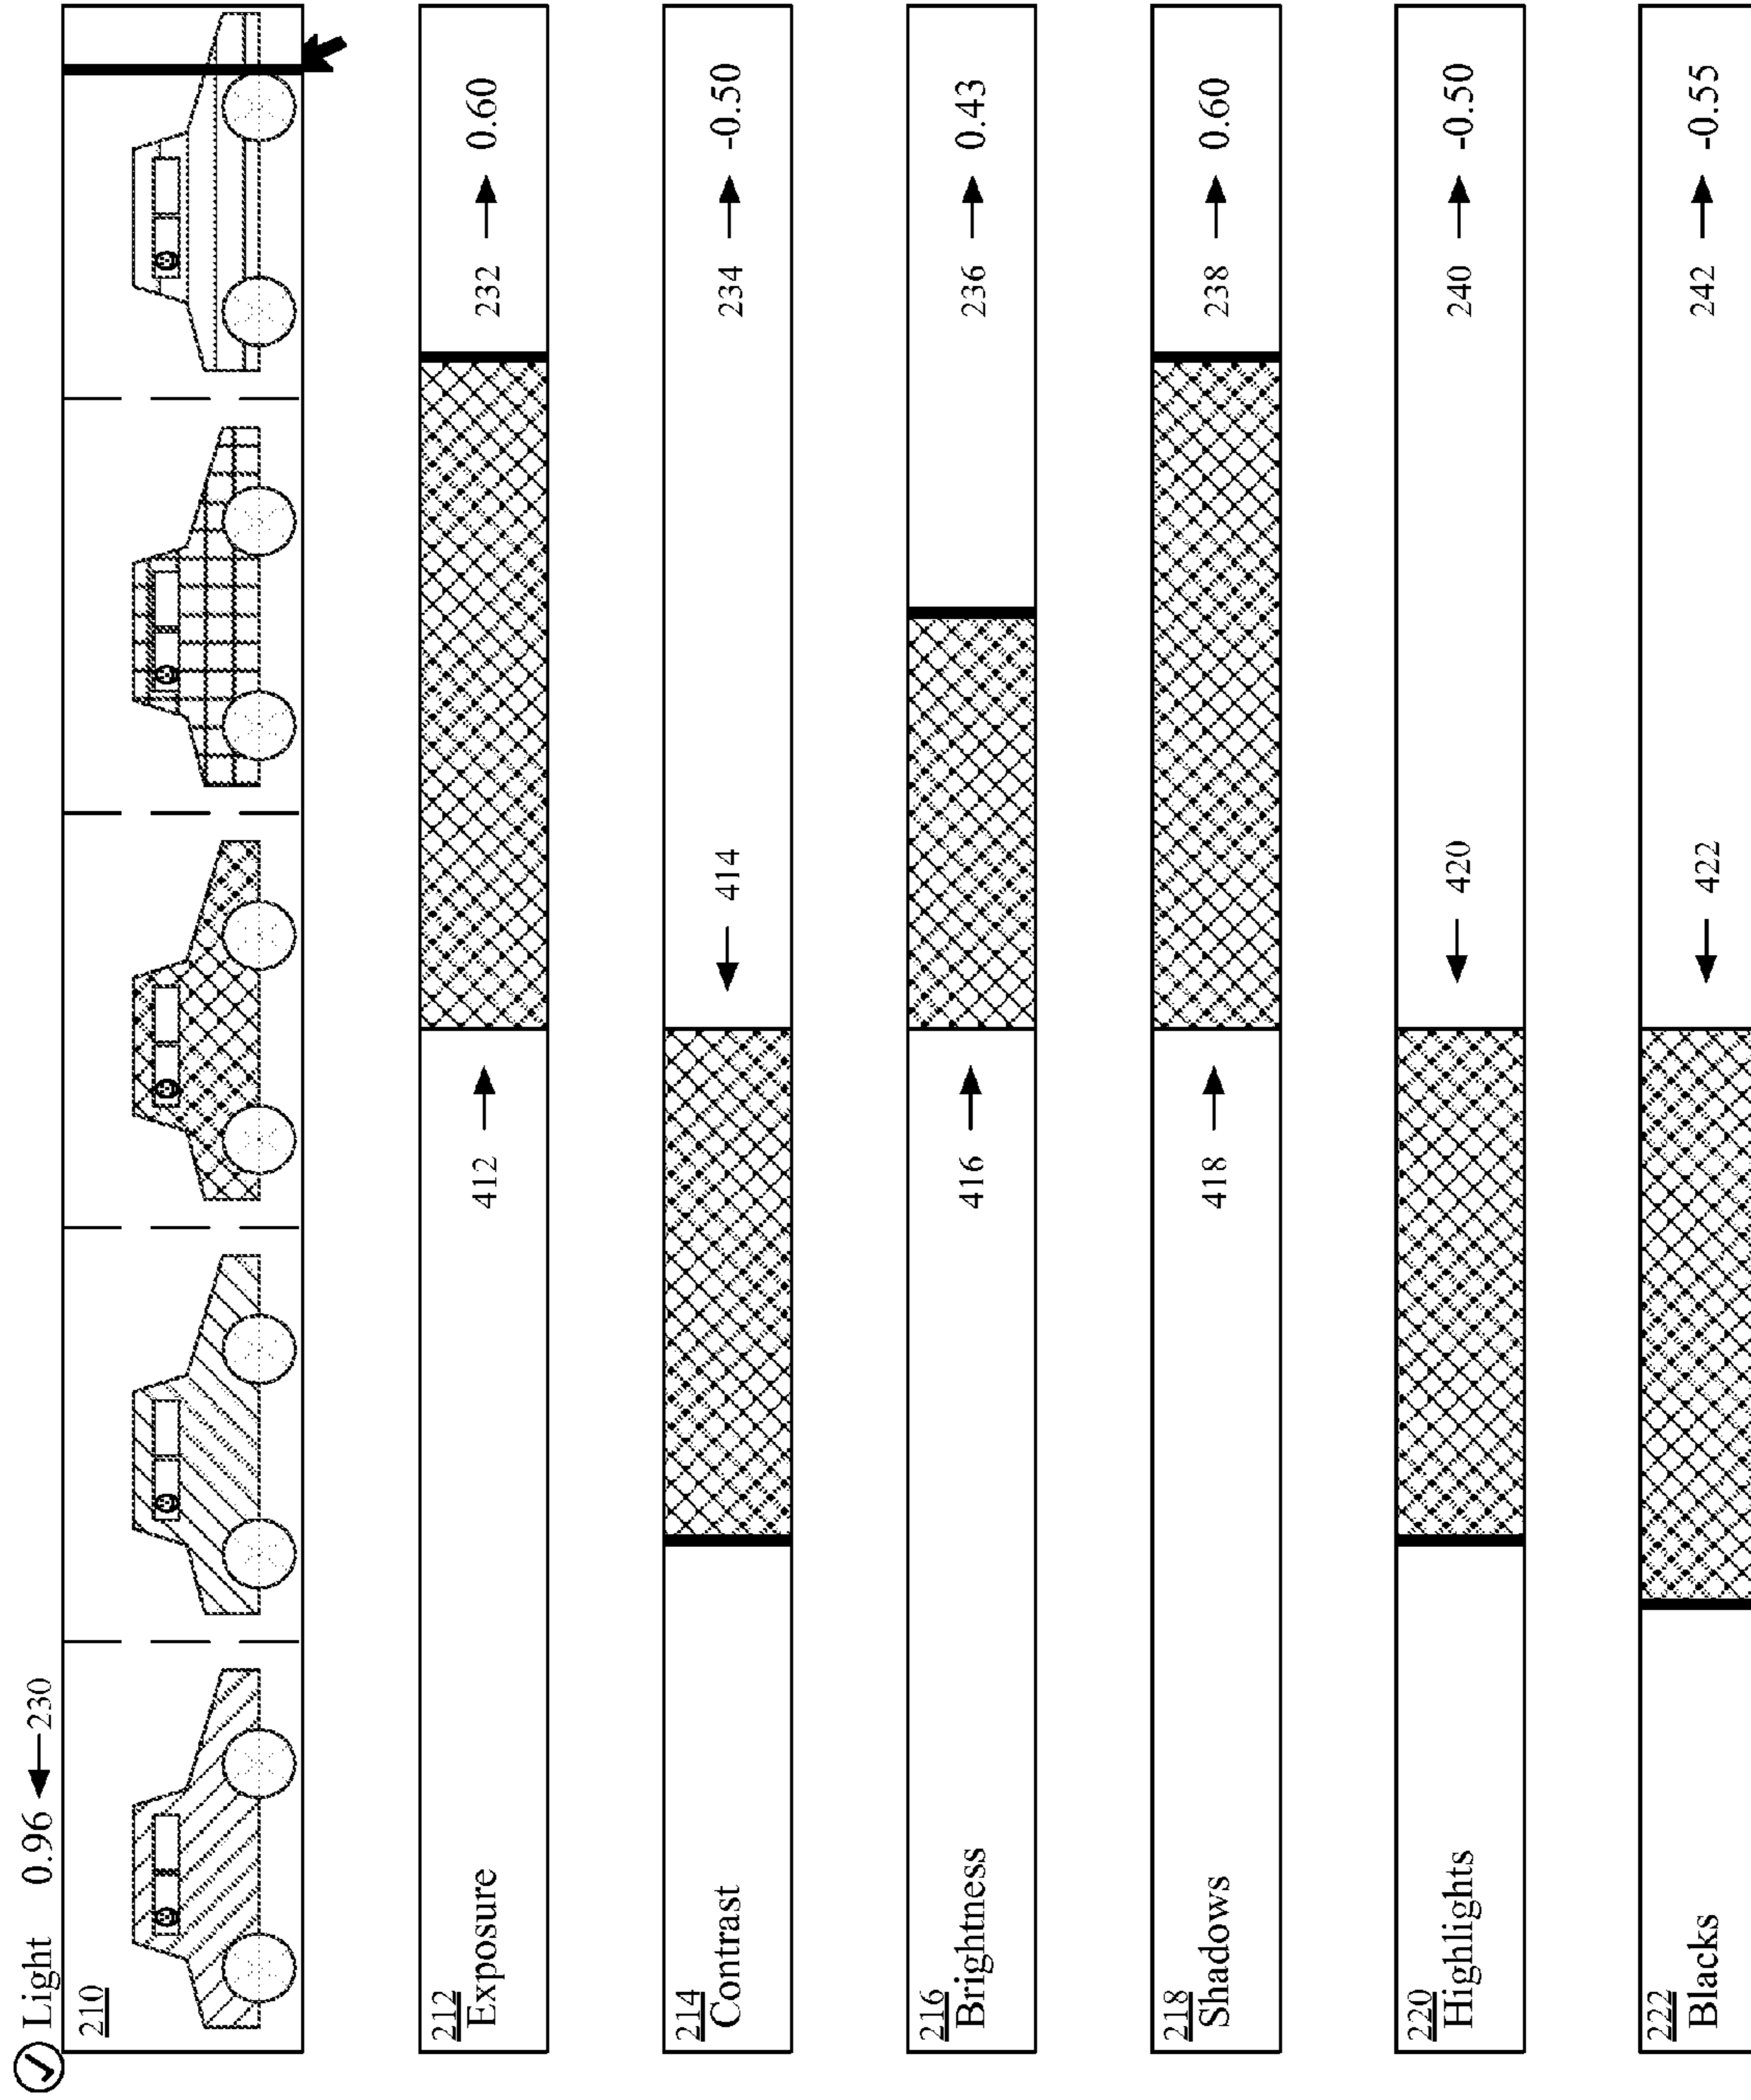 Light 0.96 230
210
212
Exposure
412
232 0.60
214
Contrast
414
234 -0.50
216
Brightness
416
236 0.43
218
Shadows
418
238 0.60
220
Highlights
420
240 -0.50
222
Blacks
422
242 -0.55